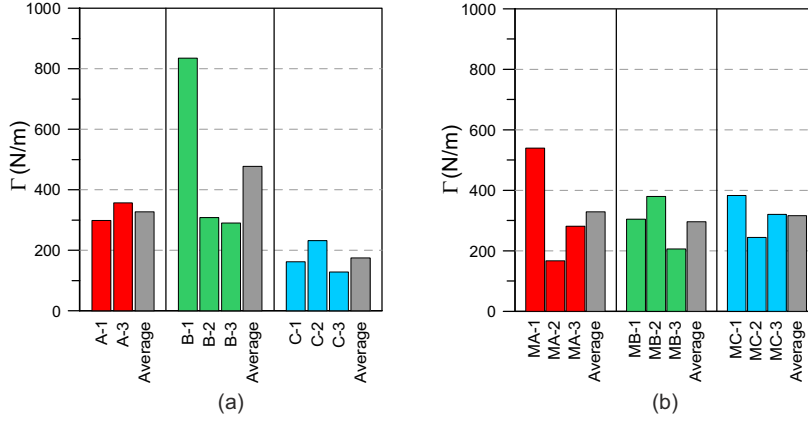 1000
800
600
400
200
0
Γ (N/m)
A-1
A-3
Average
B-1
B-2
B-3
Average
C-1
C-2
C-3
Average
(a)
1000
800
600
400
200
0
Γ (N/m)
MA-1
MA-2
MA-3
Average
MB-1
MB-2
MB-3
Average
MC-1
MC-2
MC-3
Average
(b)